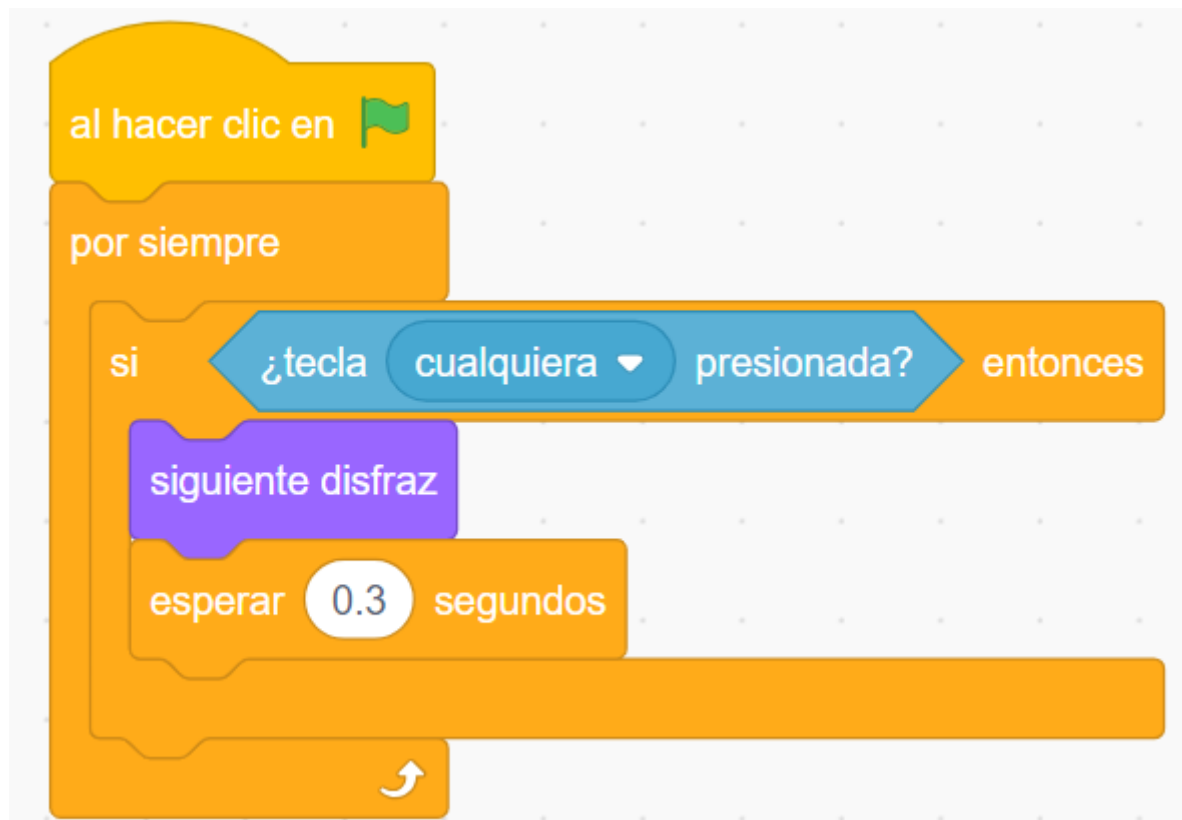 al hacer clic en
por siempre
si ¿tecla cualquiera presionada? entonces
siguiente disfraz
esperar 0.3 segundos